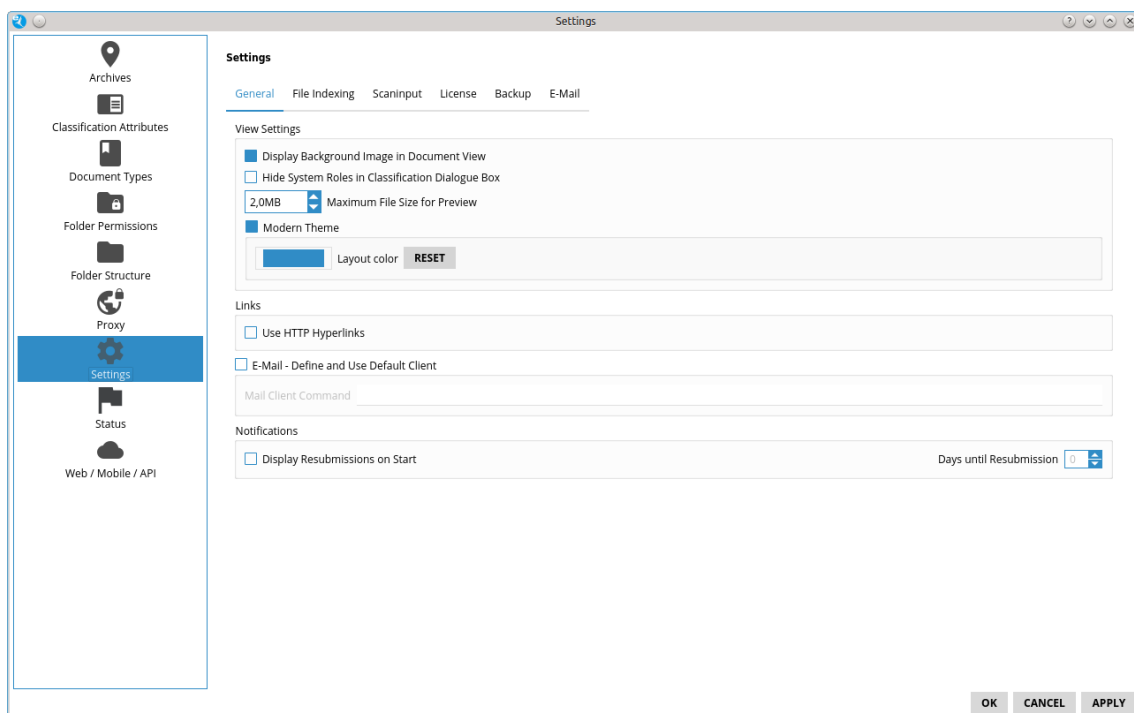 Settings
Archives
Classification Attributes
Document Types
Folder Permissions
Folder Structure
Proxy
Settings
Status
Web / Mobile / API
Settings
General File Indexing Scaninput License Backup E-Mail
View Settings
Display Background Image in Document View
Hide System Roles in Classification Dialogue Box
2,0MB Maximum File Size for Preview
Modern Theme
Layout color RESET
Links
Use HTTP Hyperlinks
E-Mail - Define and Use Default Client
Mail Client Command
Notifications
Display Resubmissions on Start Days until Resubmission 0
OK CANCEL APPLY